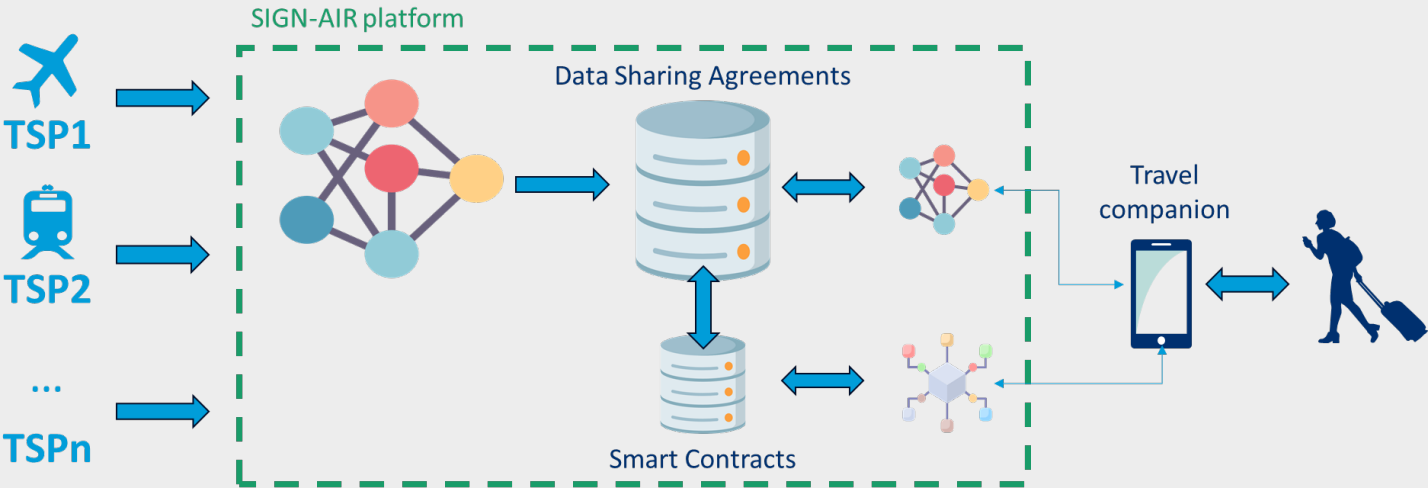 SIGN-AIR platform
TSP1
TSP2
...
TSPn
Data Sharing Agreements
Smart Contracts
Travel
companion